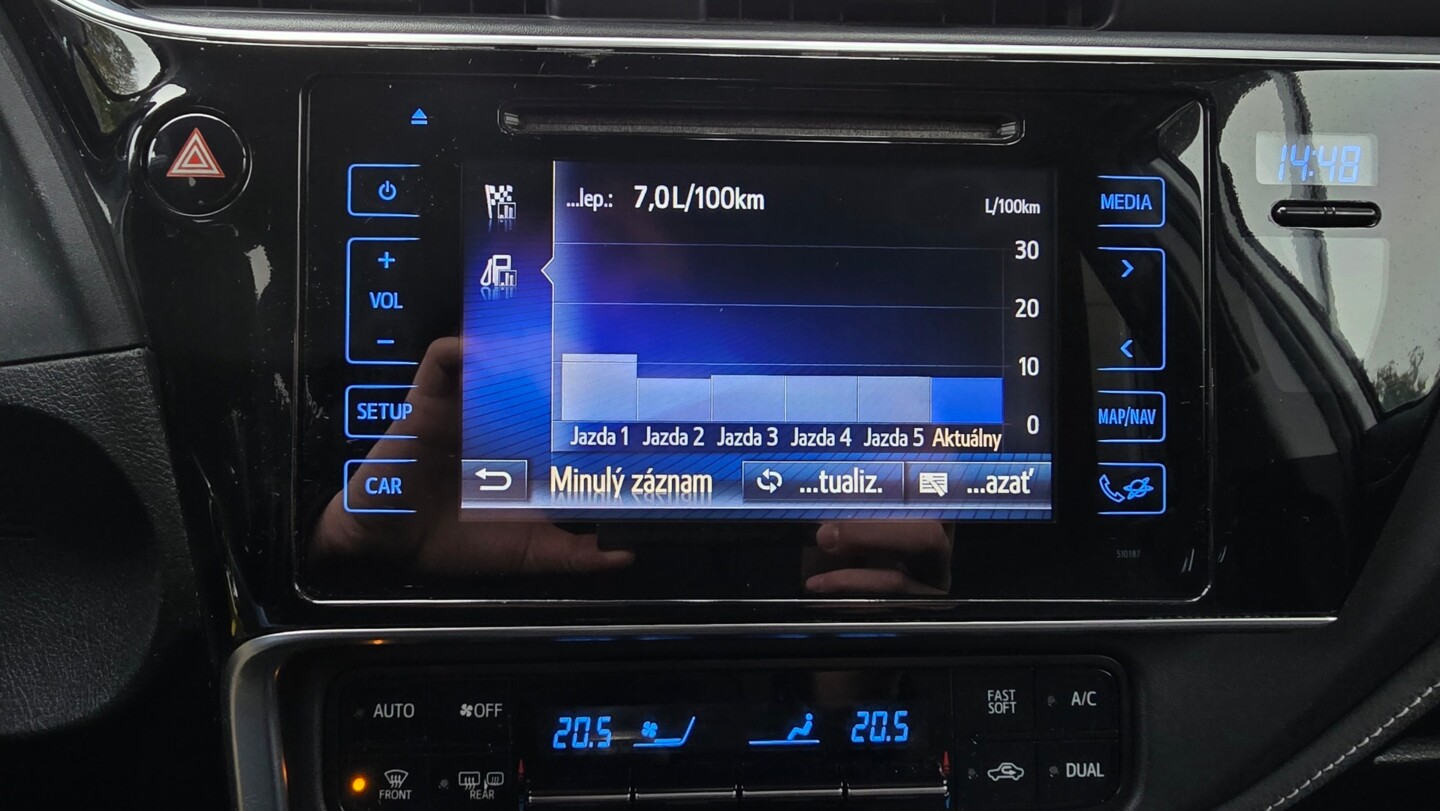 14:48
MEDIA
...lep.: 7,0L/100km
L/100km
30
+
VOL
−
20
10
SETUP
MAP/NAV
0
Jazda 1 Jazda 2 Jazda 3 Jazda 4 Jazda 5 Aktuálny
CAR
Minulý záznam ...tualiz. ...azať
510187
AUTO
OFF
20.5
20.5
FAST
SOFT
A/C
FRONT
REAR
DUAL